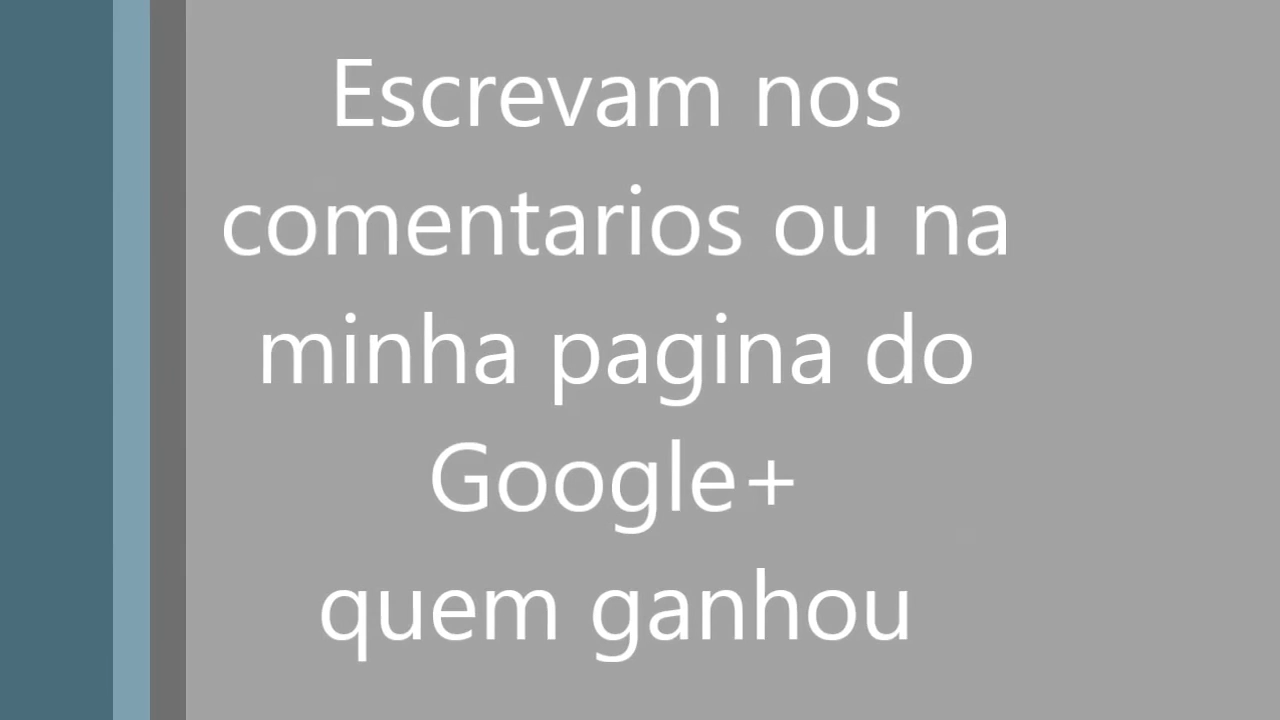 Escrevam nos
comentarios ou na
minha pagina do
Google+
quem ganhou